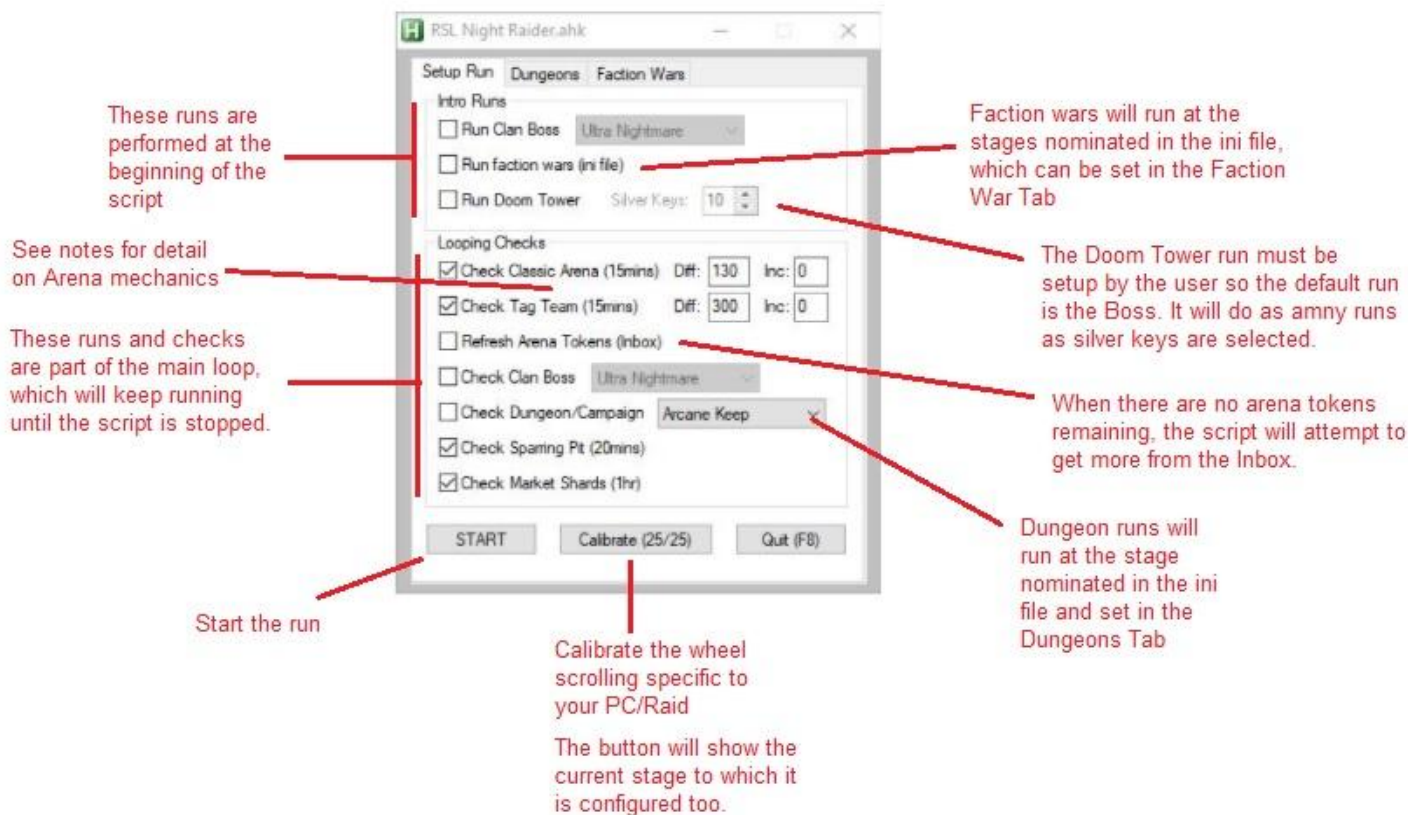 RSL Night Raider.ahk
Setup Run Dungeons Faction Wars
Intro Runs
Run Clan Boss Ultra Nightmare
Run faction wars (ini file)
Run Doom Tower Silver Keys: 10
Looping Checks
Check Classic Arena (15mins) Diff: 130 Inc: 0
Check Tag Team (15mins) Diff: 300 Inc: 0
Refresh Arena Tokens (Inbox)
Check Clan Boss Ultra Nightmare
Check Dungeon/Campaign Arcane Keep
Check Sparring Pit (20mins)
Check Market Shards (1hr)
START Calibrate (25/25) Quit (F8)
These runs are
performed at the
beginning of the
script
See notes for detail
on Arena mechanics
These runs and checks
are part of the main loop,
which will keep running
until the script is stopped.
Start the run
Calibrate the wheel
scrolling specific to
your PC/Raid
The button will show the
current stage to which it
is configured too.
Faction wars will run at the
stages nominated in the ini file,
which can be set in the Faction
War Tab
The Doom Tower run must be
setup by the user so the default run
is the Boss. It will do as amny runs
as silver keys are selected.
When there are no arena tokens
remaining, the script will attempt to
get more from the Inbox.
Dungeon runs will
run at the stage
nominated in the ini
file and set in the
Dungeons Tab